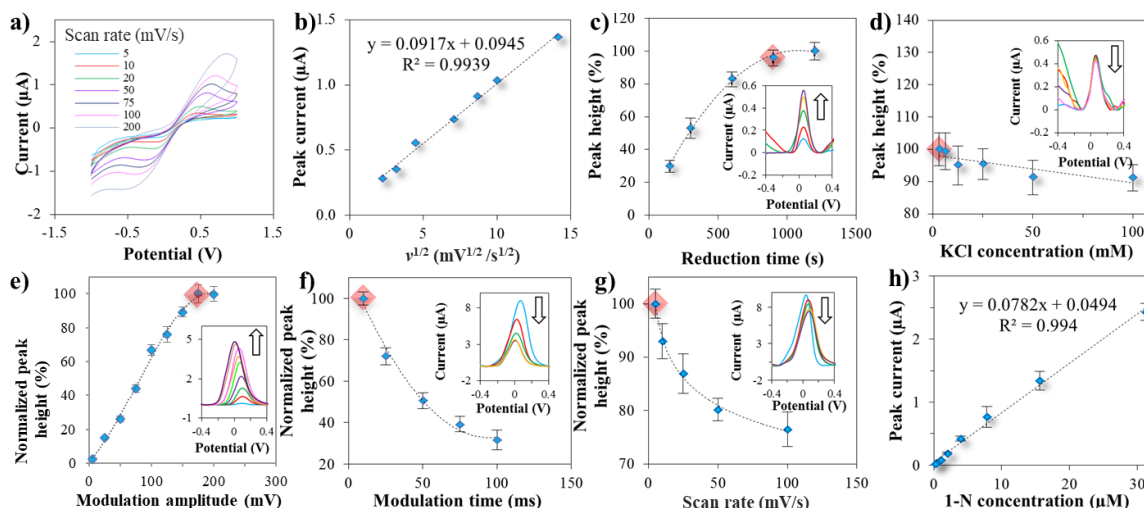 a)
Scan rate (mV/s)
5
10
20
50
75
100
200
Current (µA)
2
1
0
-1
-2
-1.5
-0.5
0.5
1.5
Potential (V)
b)
y = 0.0917x + 0.0945
R² = 0.9939
Peak current (µA)
1.5
1.0
0.5
0.0
0
5
10
15
v1/2 (mV1/2 /s1/2)
c)
Peak height (%)
120
100
80
60
40
20
0
0
500
1000
1500
Reduction time (s)
Current (µA)
0.6
0.4
0.2
0
-0.4
0
0.4
Potential (V)
d)
Peak height (%)
130
120
110
100
90
80
0
50
100
KCl concentration (mM)
Current (µA)
0.6
0.4
0.2
0
-0.2
-0.4
0
0.4
Potential (V)
e)
Normalized peak
height (%)
100
80
60
40
20
0
0
100
200
300
Modulation amplitude (mV)
Current (µA)
5
2
-1
-0.4
0
0.4
Potential (V)
f)
Normalized peak
height (%)
100
80
60
40
20
0
50
100
150
Modulation time (ms)
Current (µA)
8
3
-2
-0.4
0
0.4
Potential (V)
g)
Normalized peak
height (%)
100
90
80
70
0
50
100
150
Scan rate (mV/s)
Current (µA)
8
3
-2
-0.4
0
0.4
Potential (V)
h)
y = 0.0782x + 0.0494
R² = 0.994
Peak current (µA)
3
2
1
0
0
10
20
30
1-N concentration (µM)